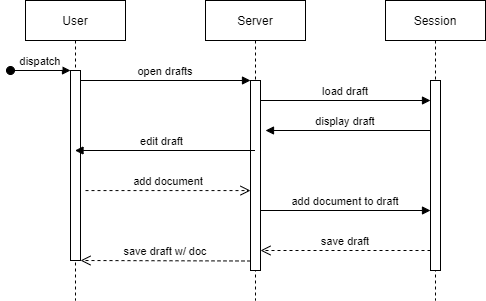 User
Server
Session
dispatch
open drafts
load draft
display draft
edit draft
add document
add document to draft
save draft
save draft w/ doc